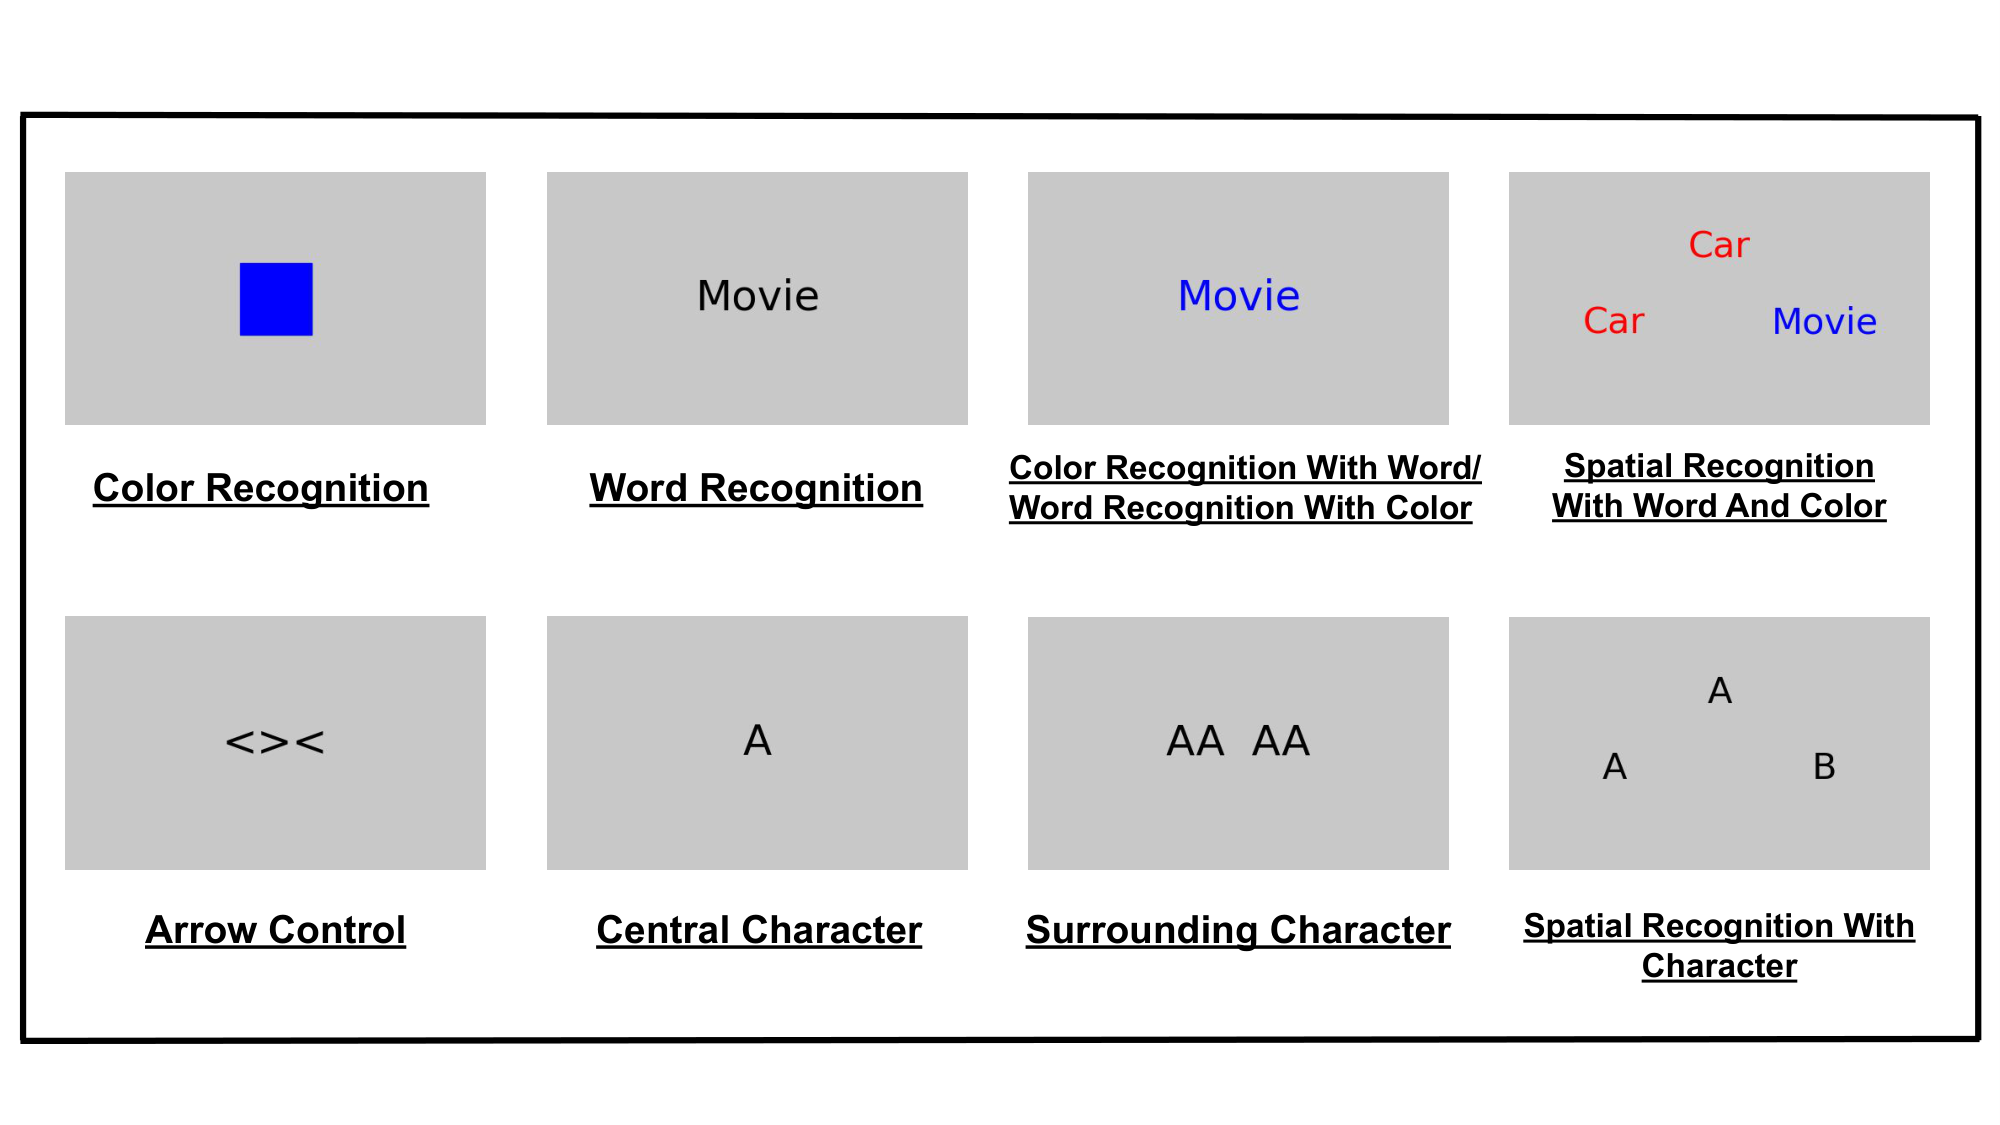 Movie
Movie
Car
Car Movie
Color Recognition
Word Recognition
Color Recognition With Word/
Word Recognition With Color
Spatial Recognition
With Word And Color
<><
A
AA  AA
A
A B
Arrow Control
Central Character
Surrounding Character
Spatial Recognition With
Character